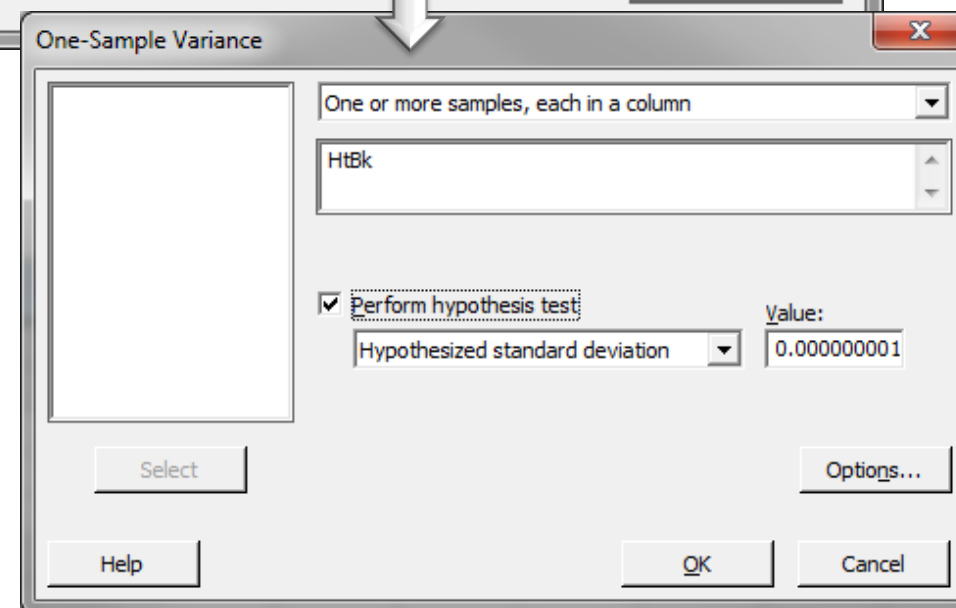 One-Sample Variance
One or more samples, each in a column
HtBk
Perform hypothesis test
Value:
Hypothesized standard deviation
0.000000001
Select
Options...
Help
OK
Cancel